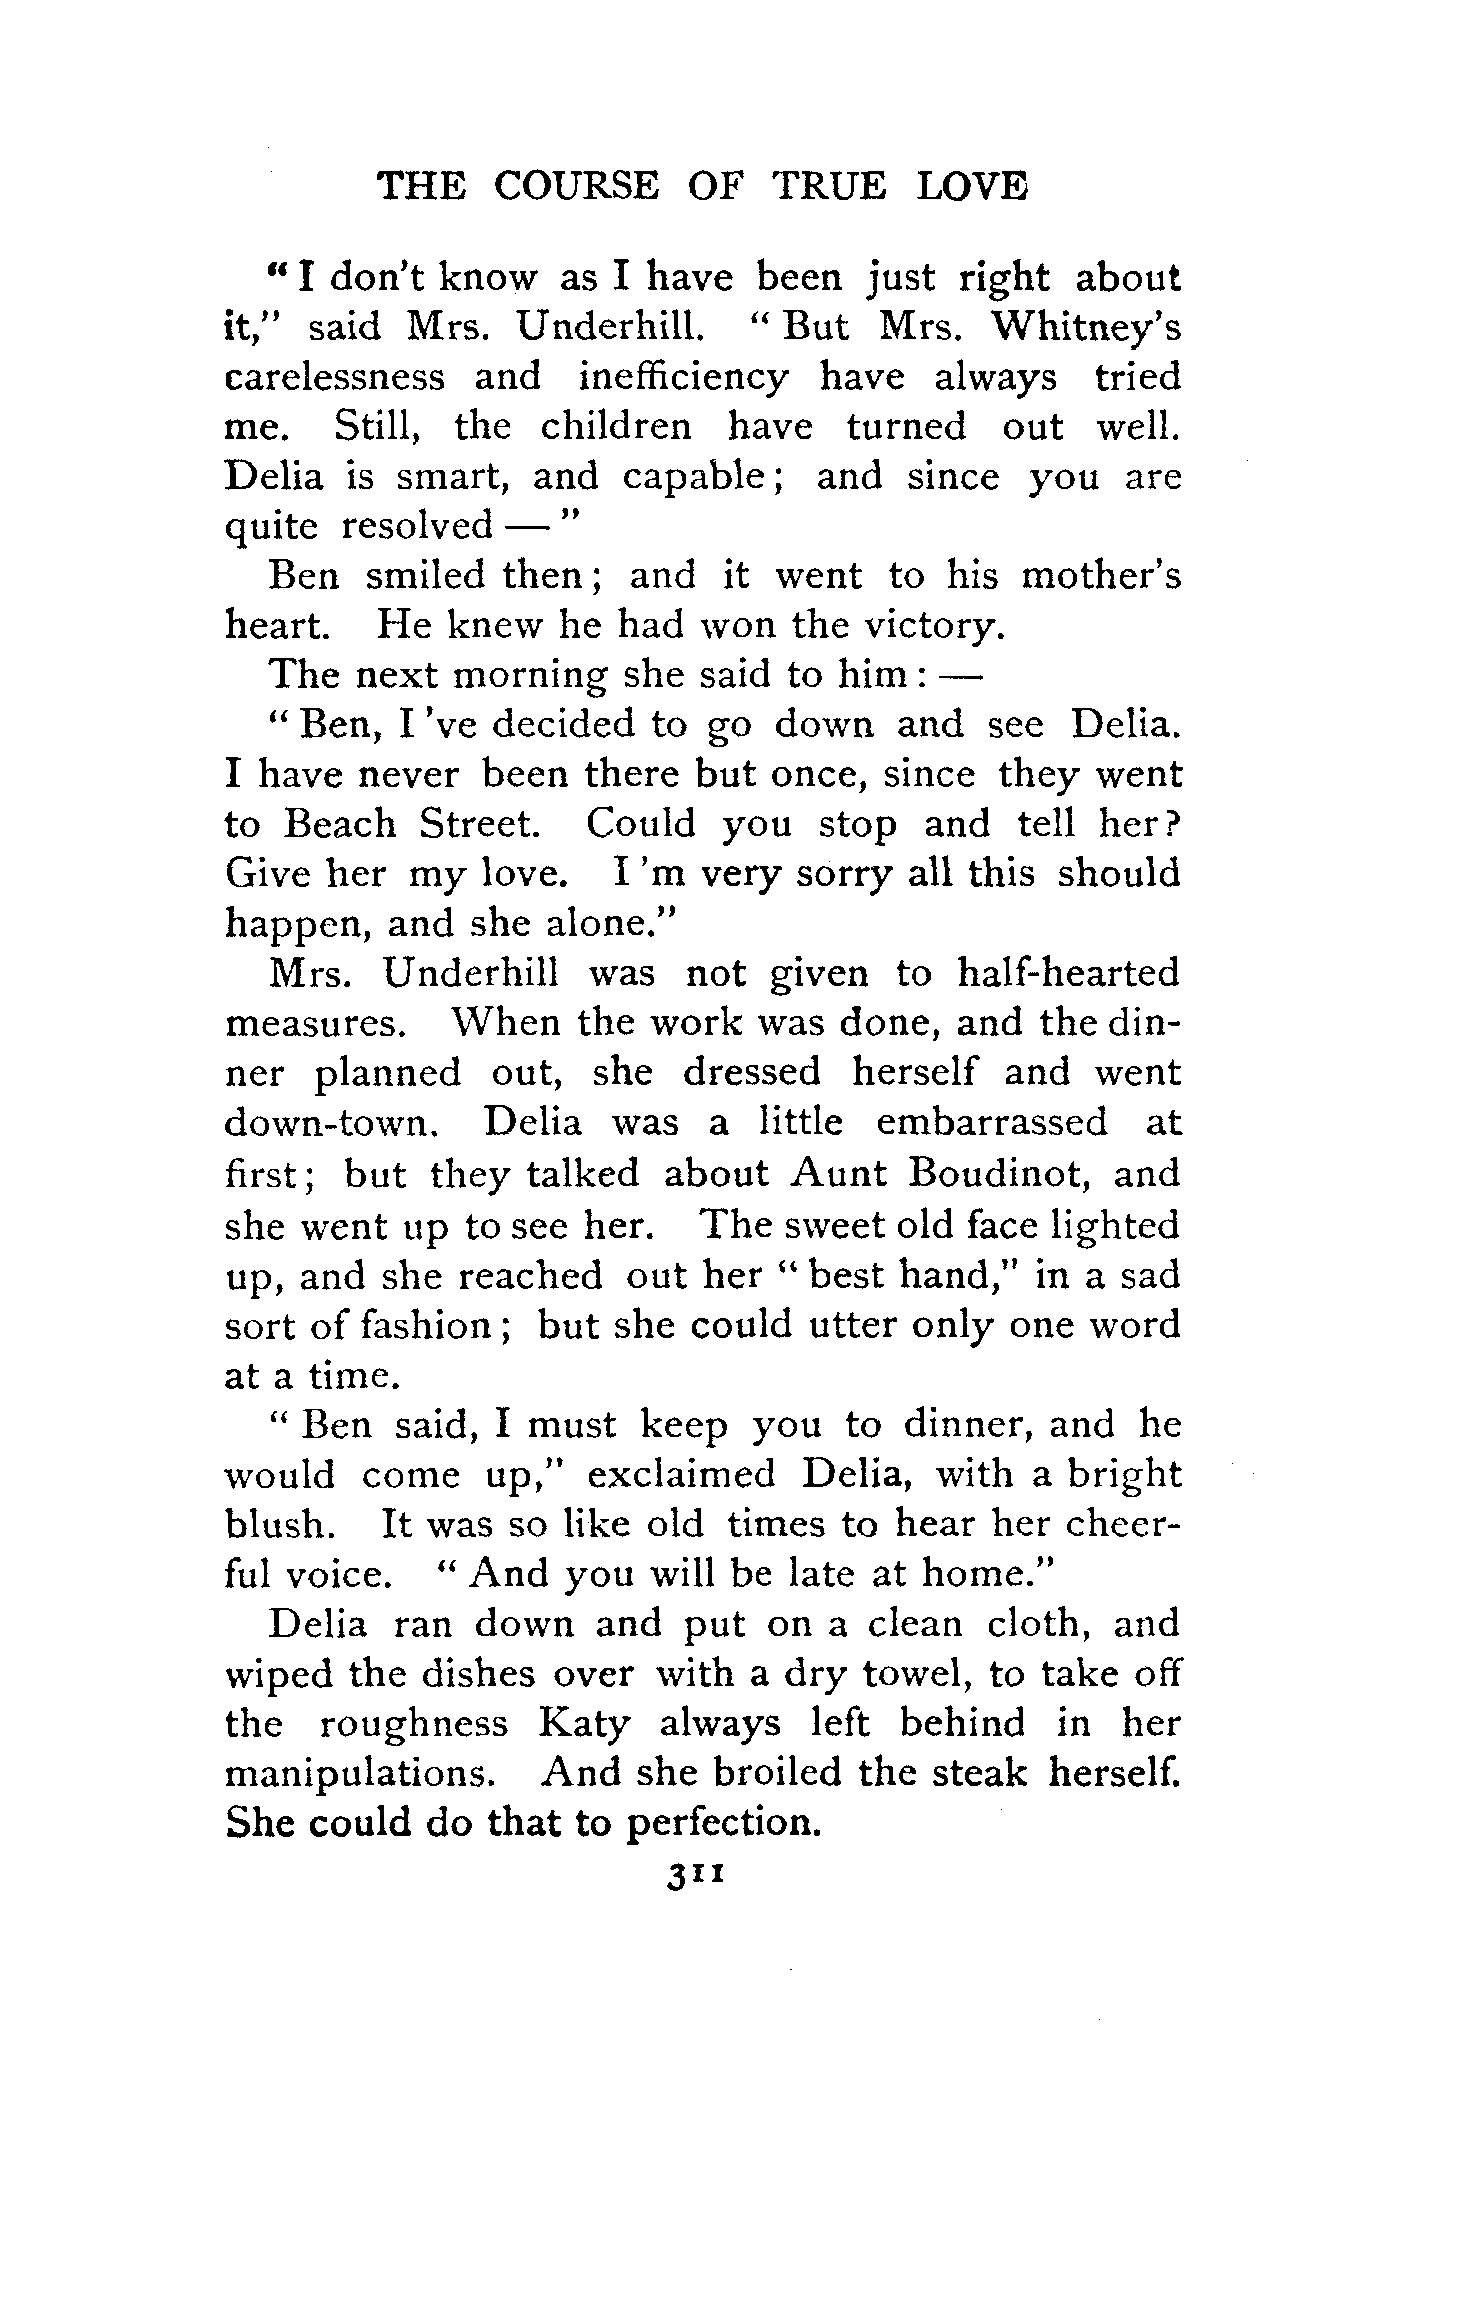 THE COURSE OF TRUE LOVE
"I don't know as I have been just right about
it," said Mrs. Underhill. "But Mrs. Whitney's
carelessness and inefficiency have always tried
me. Still, the children have turned out well.
Delia is smart, and capable; and since you are
quite resolved — "
Ben smiled then; and it went to his mother's
heart. He knew he had won the victory.
The next morning she said to him: —
"Ben, I 've decided to go down and see Delia.
I have never been there but once, since they went
to Beach Street. Could you stop and tell her?
Give her my love. I 'm very sorry all this should
happen, and she alone."
Mrs. Underhill was not given to half-hearted
measures. When the work was done, and the din-
ner planned out, she dressed herself and went
down-town. Delia was a little embarrassed at
first; but they talked about Aunt Boudinot, and
she went up to see her. The sweet old face lighted
up, and she reached out her "best hand," in a sad
sort of fashion; but she could utter only one word
at a time.
"Ben said, I must keep you to dinner, and he
would come up," exclaimed Delia, with a bright
blush. It was so like old times to hear her cheer-
ful voice. "And you will be late at home."
Delia ran down and put on a clean cloth, and
wiped the dishes over with a dry towel, to take off
the roughness Katy always left behind in her
manipulations. And she broiled the steak herself.
She could do that to perfection.
311